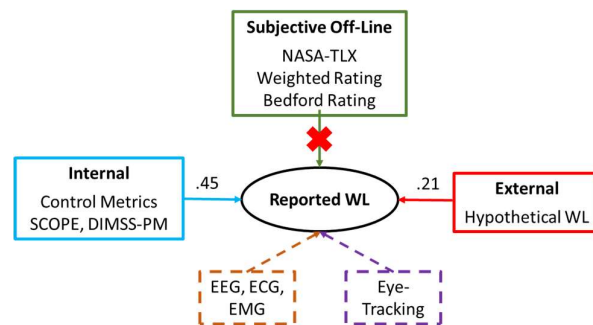 Subjective Off-Line
NASA-TLX
Weighted Rating
Bedford Rating
Internal
Control Metrics
SCOPE, DIMSS-PM
.45
Reported WL
.21
External
Hypothetical WL
EEG, ECG,
EMG
Eye-
Tracking